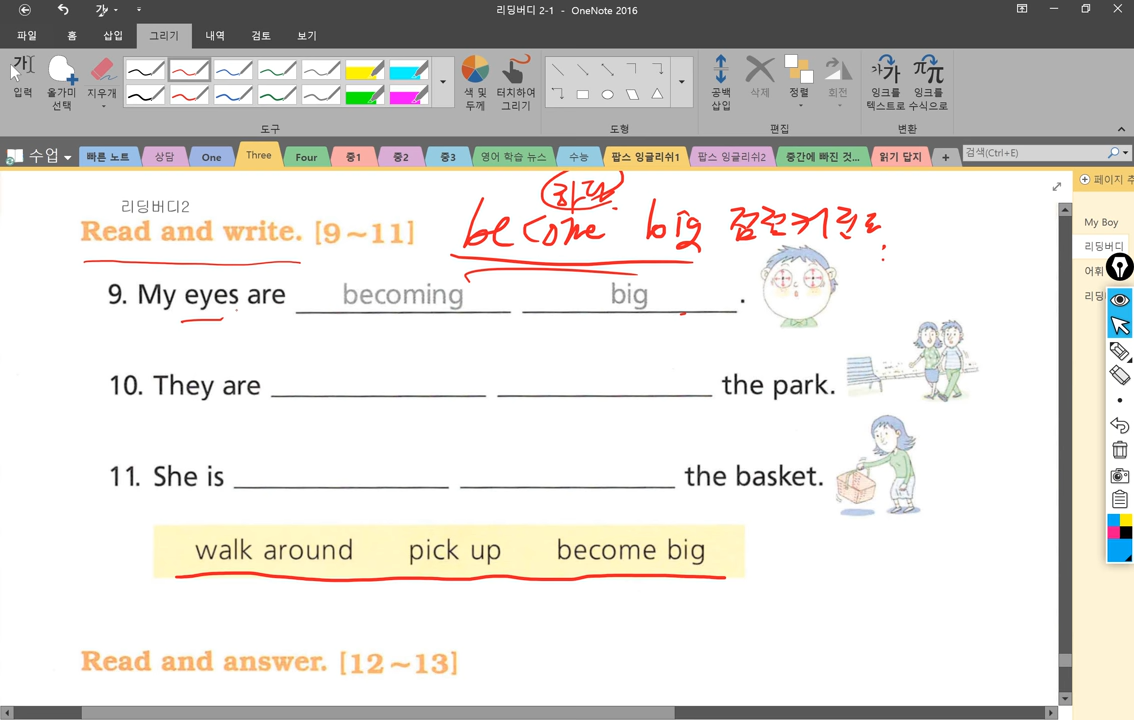 리딩버디 2-1 - OneNote 2016
파일 홈 삽입 그리기 내역 검토 보기
입력 올가미 선택 지우개 색 및 두께 터치하여 그리기 공백 삽입 삭제 정렬 회전 잉크를 텍스트로 잉크를 수식으로
도구 도형 편집 변환
수업 빠른 노트 상담 One Three Four 중1 중2 중3 영어 학습 뉴스 수능 팝스 잉글리쉬1 팝스 잉글리쉬2 중간에 빠진 것... 읽기 답지 + 검색(Ctrl+E)
페이지 추
My Boy
리딩버디
어휘
리딩
리딩버디2
Read and write. [9~11]
become big 점점커진다
9. My eyes are becoming big .
10. They are the park.
11. She is the basket.
walk around pick up become big
Read and answer. [12~13]